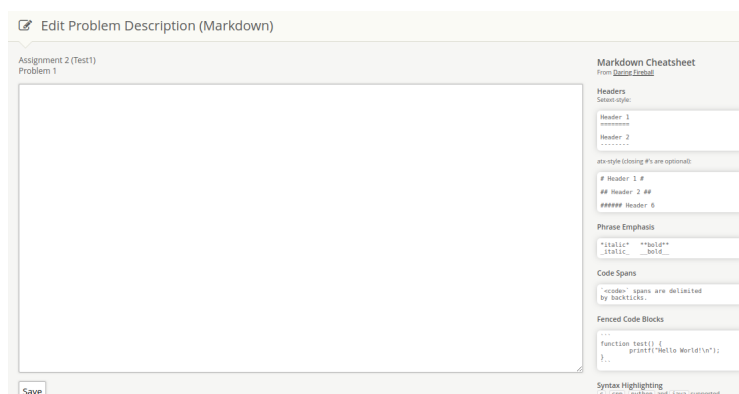 Edit Problem Description (Markdown)
Assignment 2 (Test1)
Problem 1
Save
Markdown Cheatsheet
From Daring Fireball
Headers
Setext-style:
Header 1
========
Header 2
--------
atx-style (closing #'s are optional):
# Header 1 #
## Header 2 ##
###### Header 6
Phrase Emphasis
*italic*   **bold**
_italic_   __bold__
Code Spans
`<code>` spans are delimited
by backticks.
Fenced Code Blocks
```
function test() {
        printf("Hello World!\n");
}
```
Syntax Highlighting